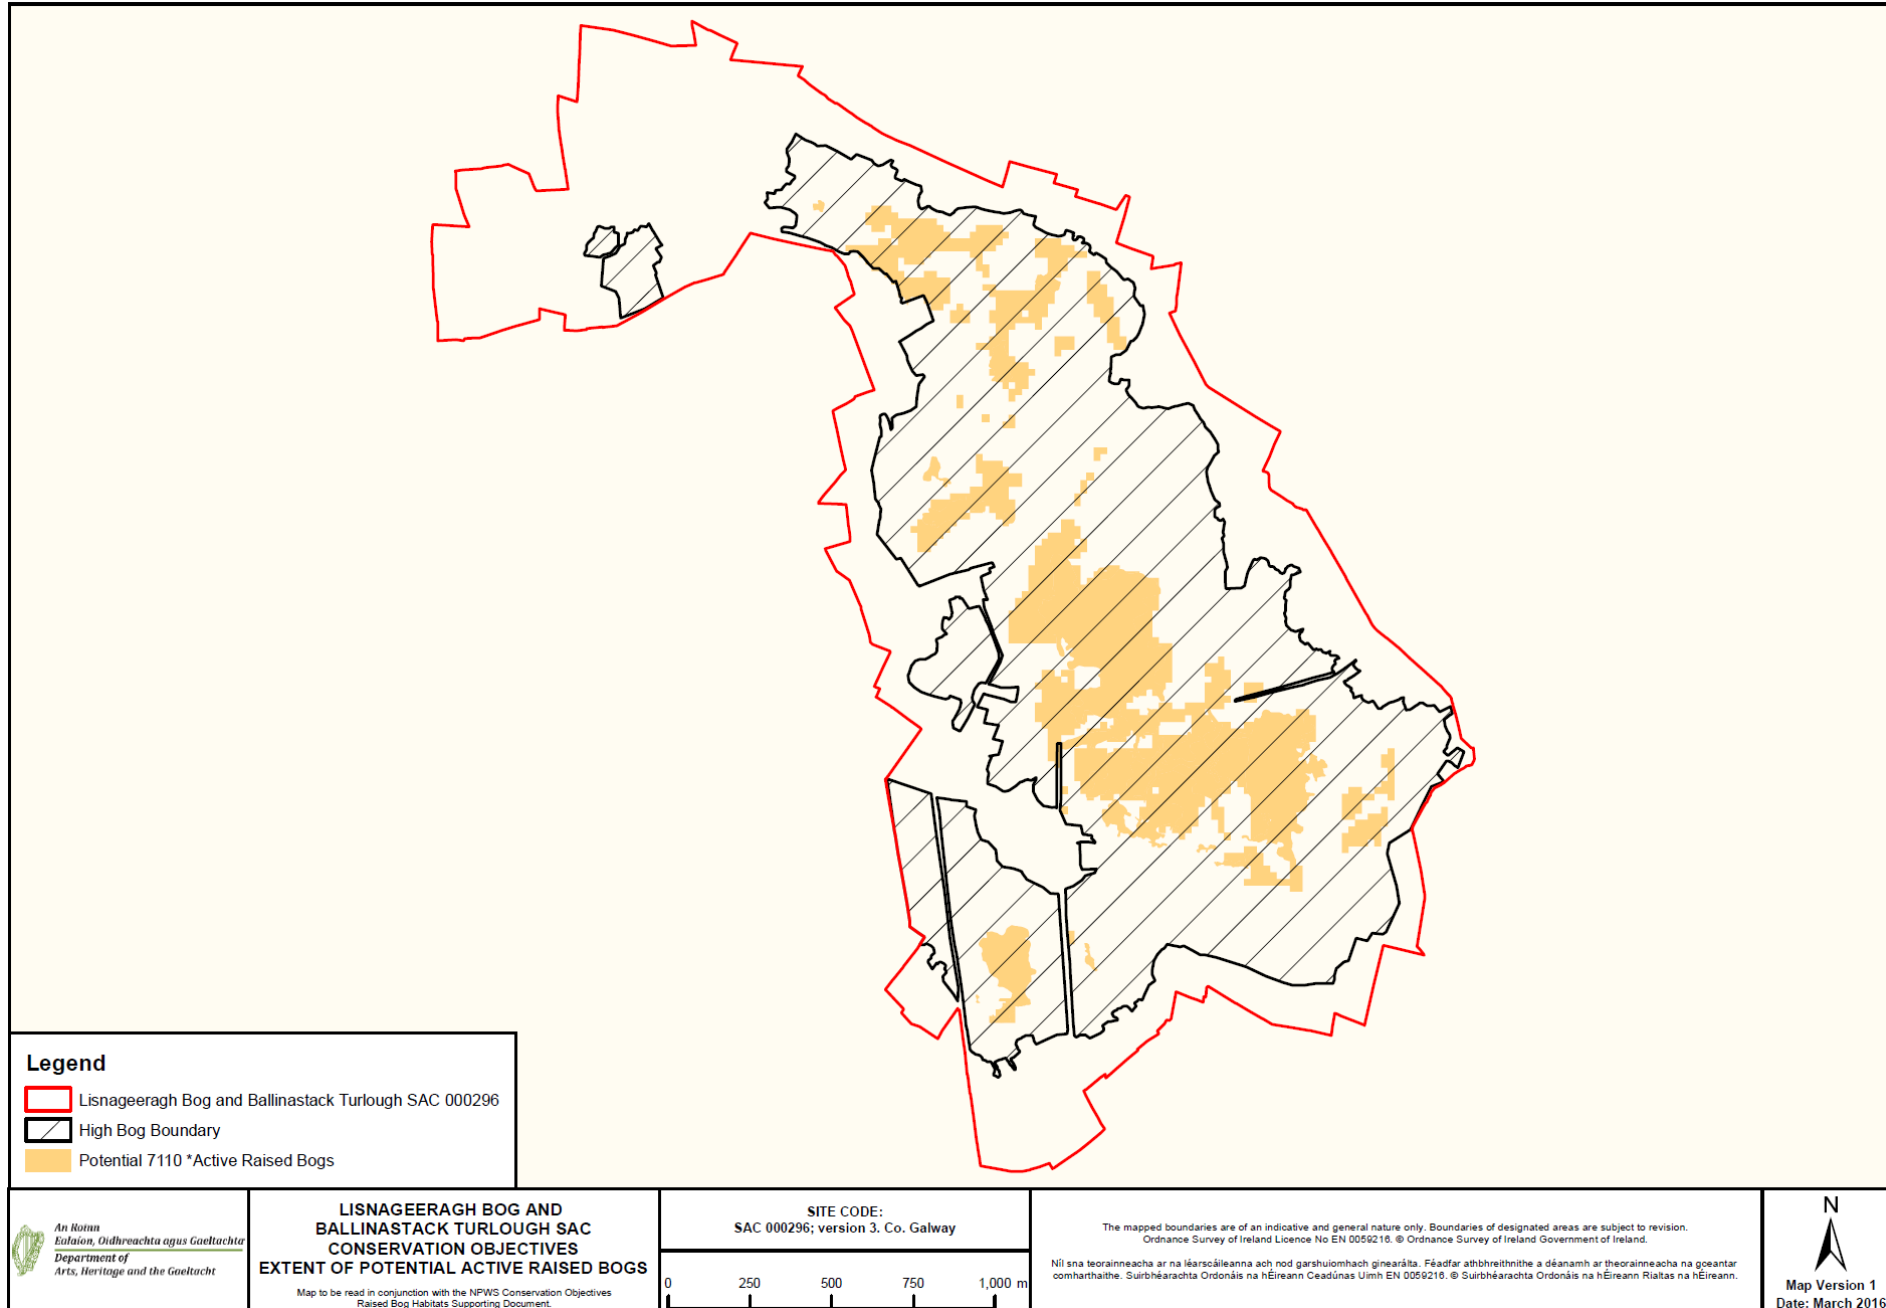 Legend
Lisnageeragh Bog and Ballinastack Turlough SAC 000296
High Bog Boundary
Potential 7110 *Active Raised Bogs
An Roinn
Ealaíon, Oidhreachta agus Gaeltachta
Department of
Arts, Heritage and the Gaeltacht
LISNAGEERAGH BOG AND
BALLINASTACK TURLOUGH SAC
CONSERVATION OBJECTIVES
EXTENT OF POTENTIAL ACTIVE RAISED BOGS
Map to be read in conjunction with the NPWS Conservation Objectives
Raised Bog Habitats Supporting Document.
SITE CODE:
SAC 000296; version 3. Co. Galway
0 250 500 750 1,000 m
The mapped boundaries are of an indicative and general nature only. Boundaries of designated areas are subject to revision.
Ordnance Survey of Ireland Licence No EN 0059216. © Ordnance Survey of Ireland Government of Ireland.
Níl sna teorainneacha ar na léarscáileanna ach nod garshuiomhach ginearálta. Féadfar athbhreithnithe a déanamh ar theorainneacha na gceantar
comharthaithe. Suirbhéarachta Ordonáis na hÉireann Ceadúnas Uimh EN 0059216. © Suirbhéarachta Ordonáis na hÉireann Rialtas na hÉireann.
N
Map Version 1
Date: March 2016